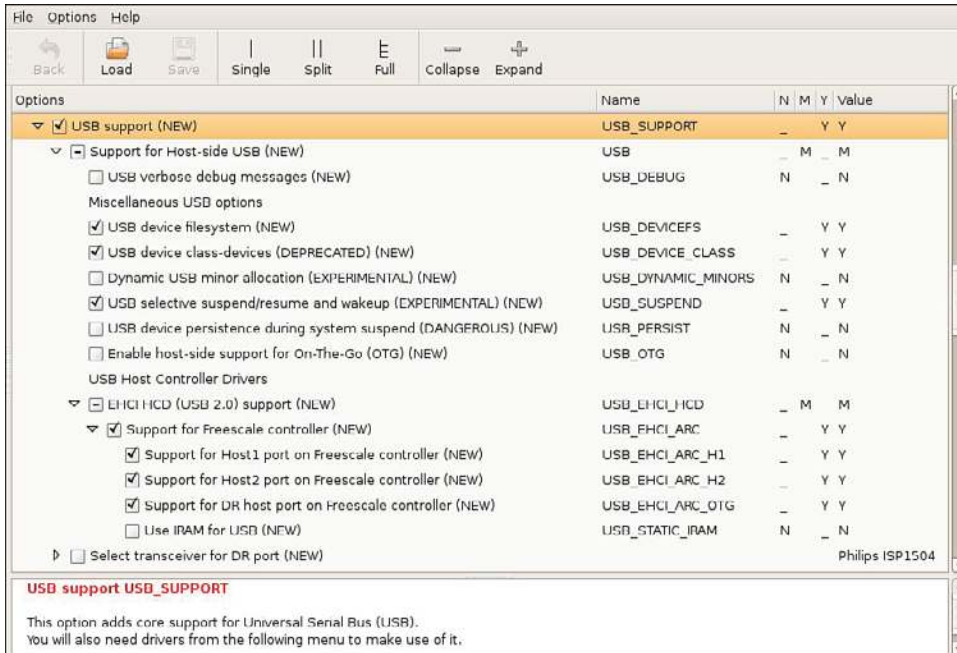 File Options Help
Back Load Save Single Split Full Collapse Expand
Options Name N M Y Value
USB support (NEW) USB_SUPPORT _ Y Y
Support for Host-side USB (NEW) USB _ M _ M
USB verbose debug messages (NEW) USB_DEBUG N _ N
Miscellaneous USB options
USB device filesystem (NEW) USB_DEVICEFS _ Y Y
USB device class-devices (DEPRECATED) (NEW) USB_DEVICE_CLASS _ Y Y
Dynamic USB minor allocation (EXPERIMENTAL) (NEW) USB_DYNAMIC_MINORS N _ N
USB selective suspend/resume and wakeup (EXPERIMENTAL) (NEW) USB_SUSPEND _ Y Y
USB device persistence during system suspend (DANGEROUS) (NEW) USB_PERSIST N _ N
Enable host-side support for On-The-Go (OTG) (NEW) USB_OTG N _ N
USB Host Controller Drivers
EHCI HCD (USB 2.0) support (NEW) USB_EHCI_HCD _ M M
Support for Freescale controller (NEW) USB_EHCI_ARC _ Y Y
Support for Host1 port on Freescale controller (NEW) USB_EHCI_ARC_H1 _ Y Y
Support for Host2 port on Freescale controller (NEW) USB_EHCI_ARC_H2 _ Y Y
Support for DR host port on Freescale controller (NEW) USB_EHCI_ARC_OTG _ Y Y
Use IRAM for USB (NEW) USB_STATIC_IRAM N _ N
Select transceiver for DR port (NEW) Philips ISP1504
USB support USB_SUPPORT
This option adds core support for Universal Serial Bus (USB).
You will also need drivers from the following menu to make use of it.